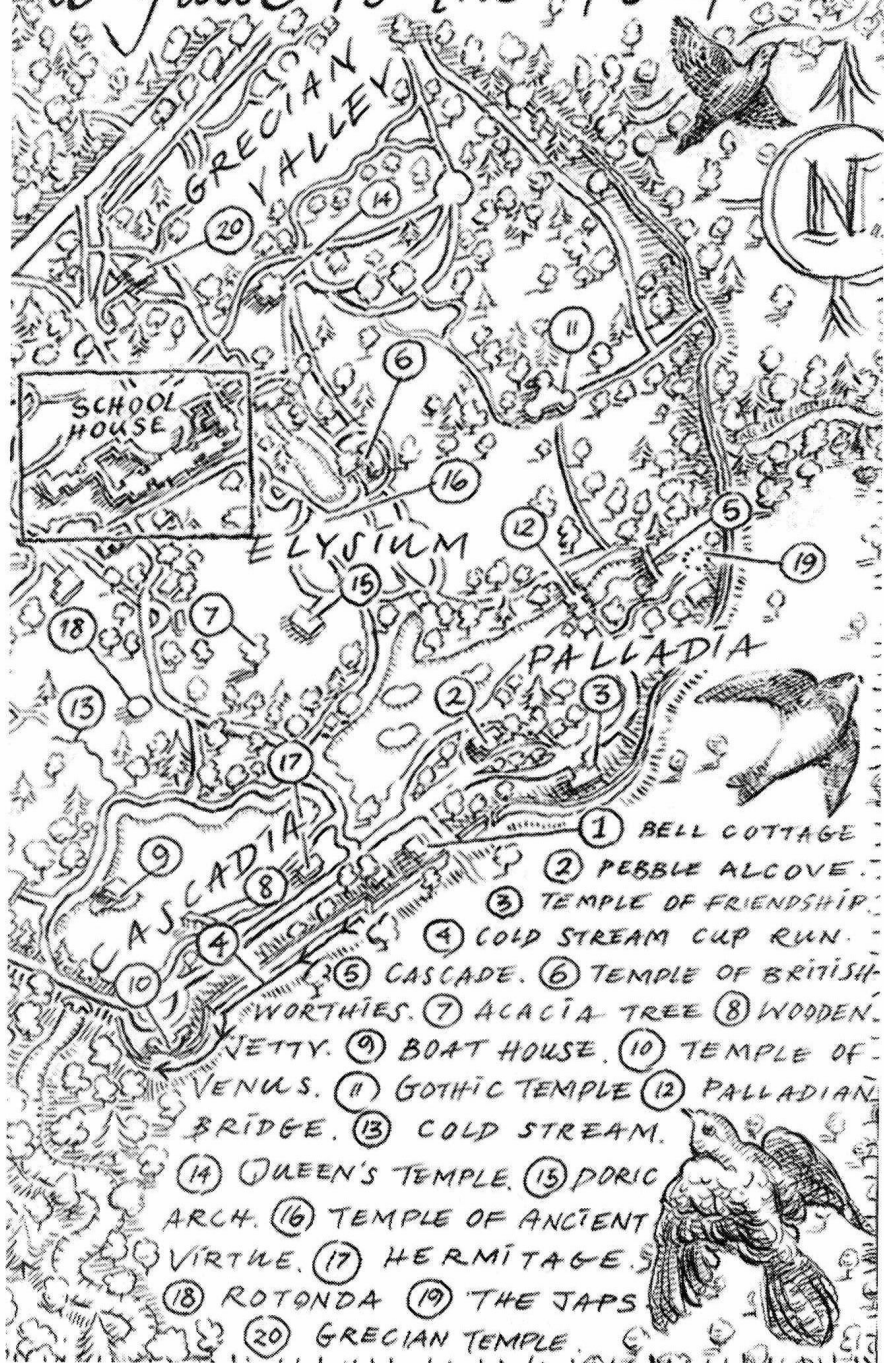 GRECIAN
VALLEY
N
20
14
11
6
SCHOOL
HOUSE
16
5
12
ELYSIUM
19
15
7
18
PALLADIA
2
3
13
17
CASCADIA
9
8
4
10
1 BELL COTTAGE
2 PEBBLE ALCOVE.
3 TEMPLE OF FRIENDSHIP.
4 COLD STREAM CUP RUN.
5 CASCADE. 6 TEMPLE OF BRITISH
WORTHIES. 7 ACACIA TREE 8 WOODEN
JETTY. 9 BOAT HOUSE. 10 TEMPLE OF
VENUS. 11 GOTHIC TEMPLE 12 PALLADIAN
BRIDGE. 13 COLD STREAM.
14 QUEEN'S TEMPLE. 15 DORIC
ARCH. 16 TEMPLE OF ANCIENT
VIRTUE. 17 HERMITAGE.
18 ROTONDA 19 THE JAPS
20 GRECIAN TEMPLE.